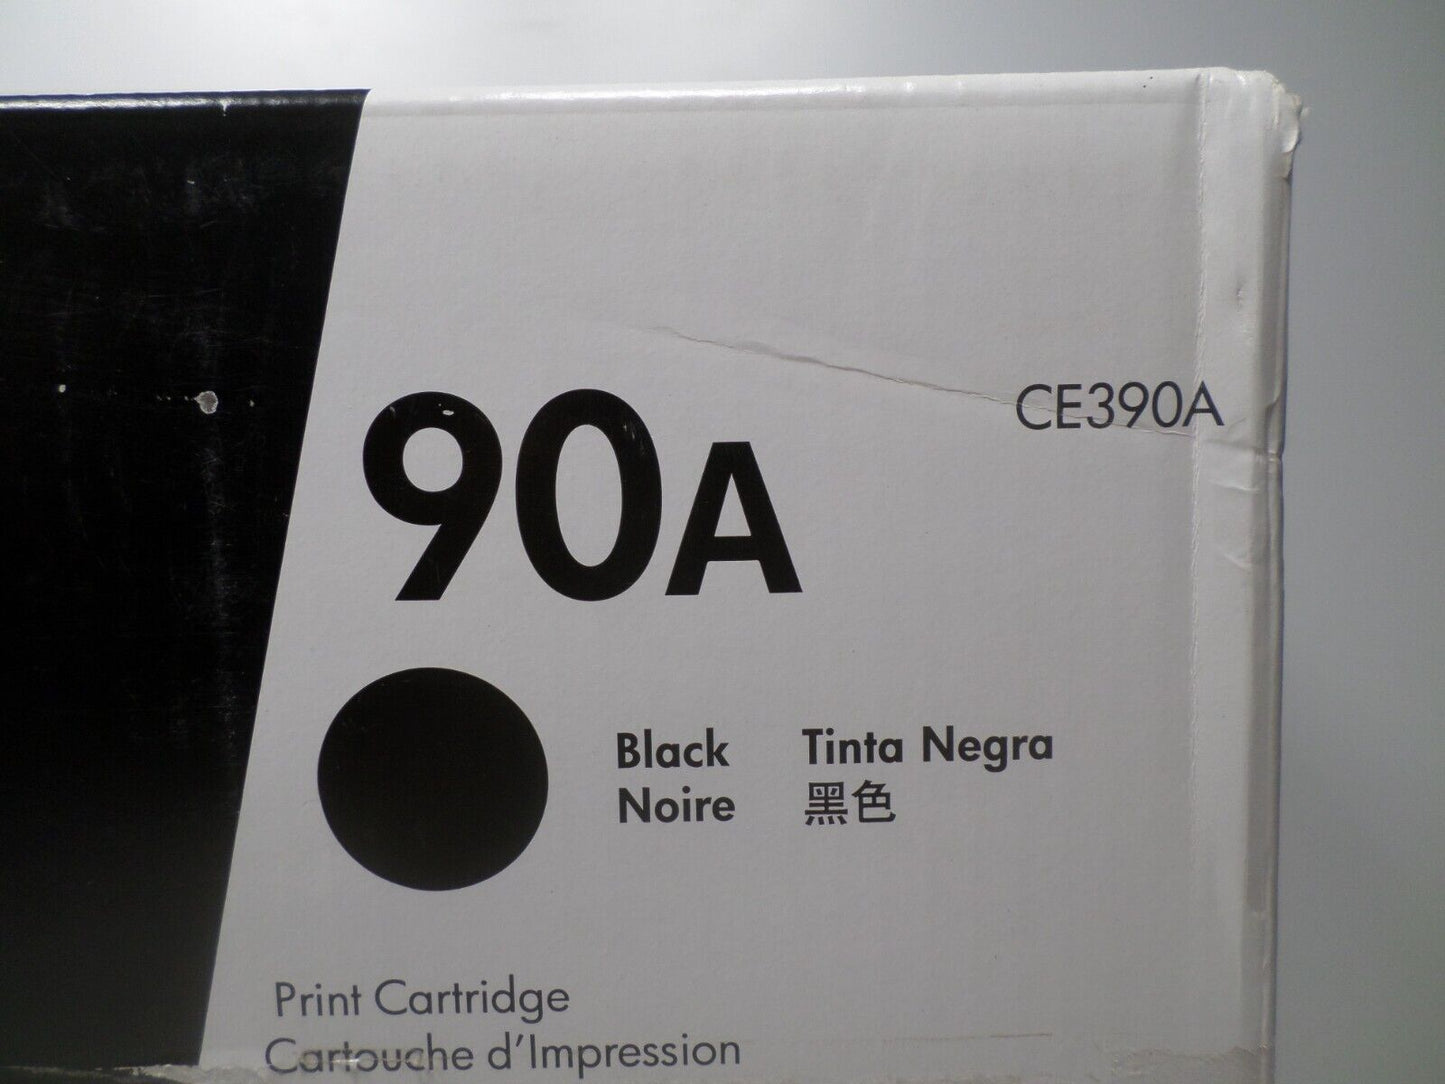 CE390A
90A
Black
Noire
Tinta Negra
黑色
Print Cartridge
Cartouche d'Impression